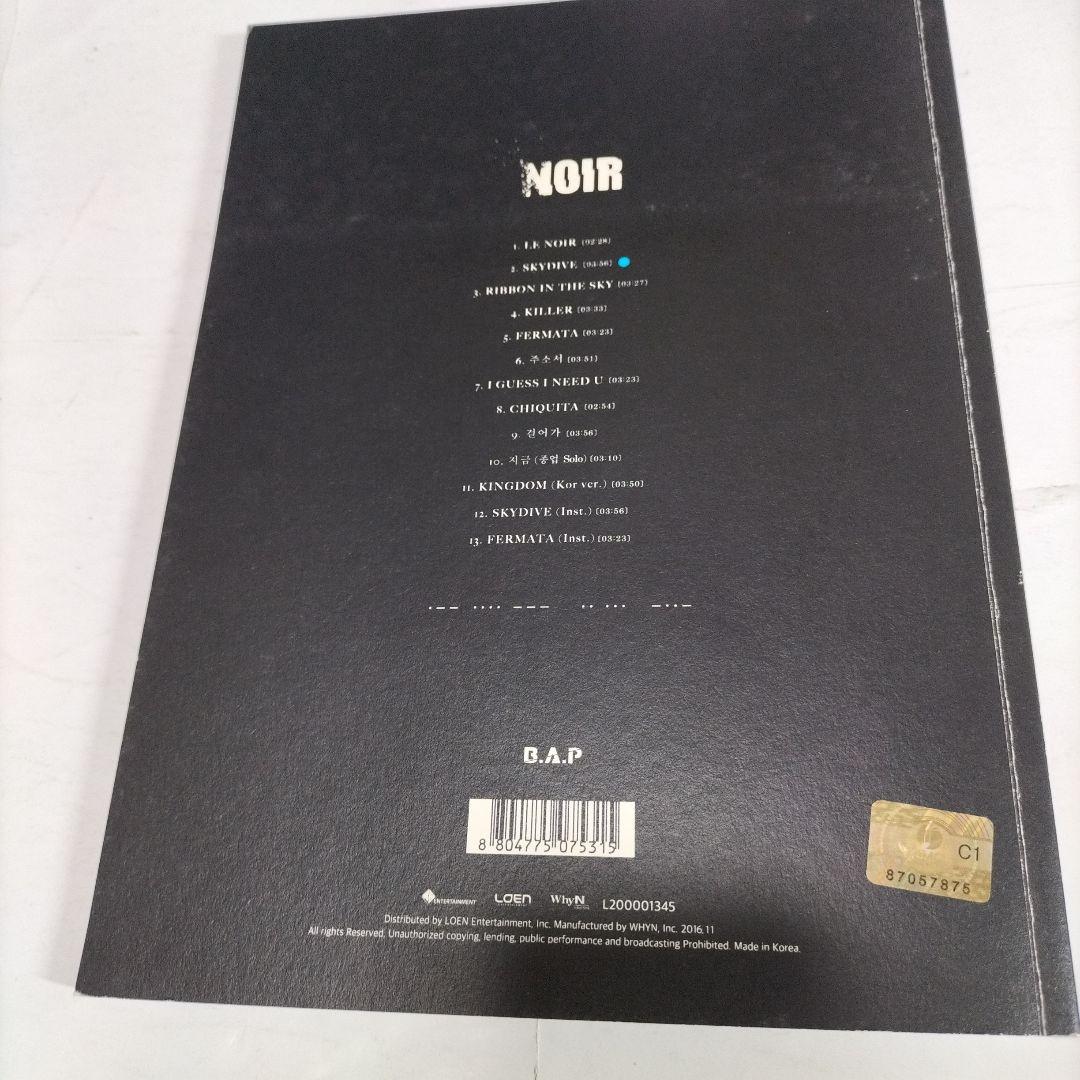 NOIR
1. LE NOIR [02:28]
2. SKYDIVE [03:56]
3. RIBBON IN THE SKY [03:27]
4. KILLER [03:33]
5. FERMATA [03:23]
6. 주소서 [03:51]
7. I GUESS I NEED U [03:23]
8. CHIQUITA [02:54]
9. 걸어가 [03:56]
10. 지금 (종업 Solo) [03:10]
11. KINGDOM (Kor ver.) [03:50]
12. SKYDIVE (Inst.) [03:56]
13. FERMATA (Inst.) [03:23]
.-- .... --- .. ... -..-
B.A.P
8 804775 075315
C1
87057875
ENTERTAINMENT LOEN WhyN L200001345
Distributed by LOEN Entertainment, Inc. Manufactured by WHYN, Inc. 2016.11
All rights Reserved. Unauthorized copying, lending, public performance and broadcasting Prohibited. Made in Korea.